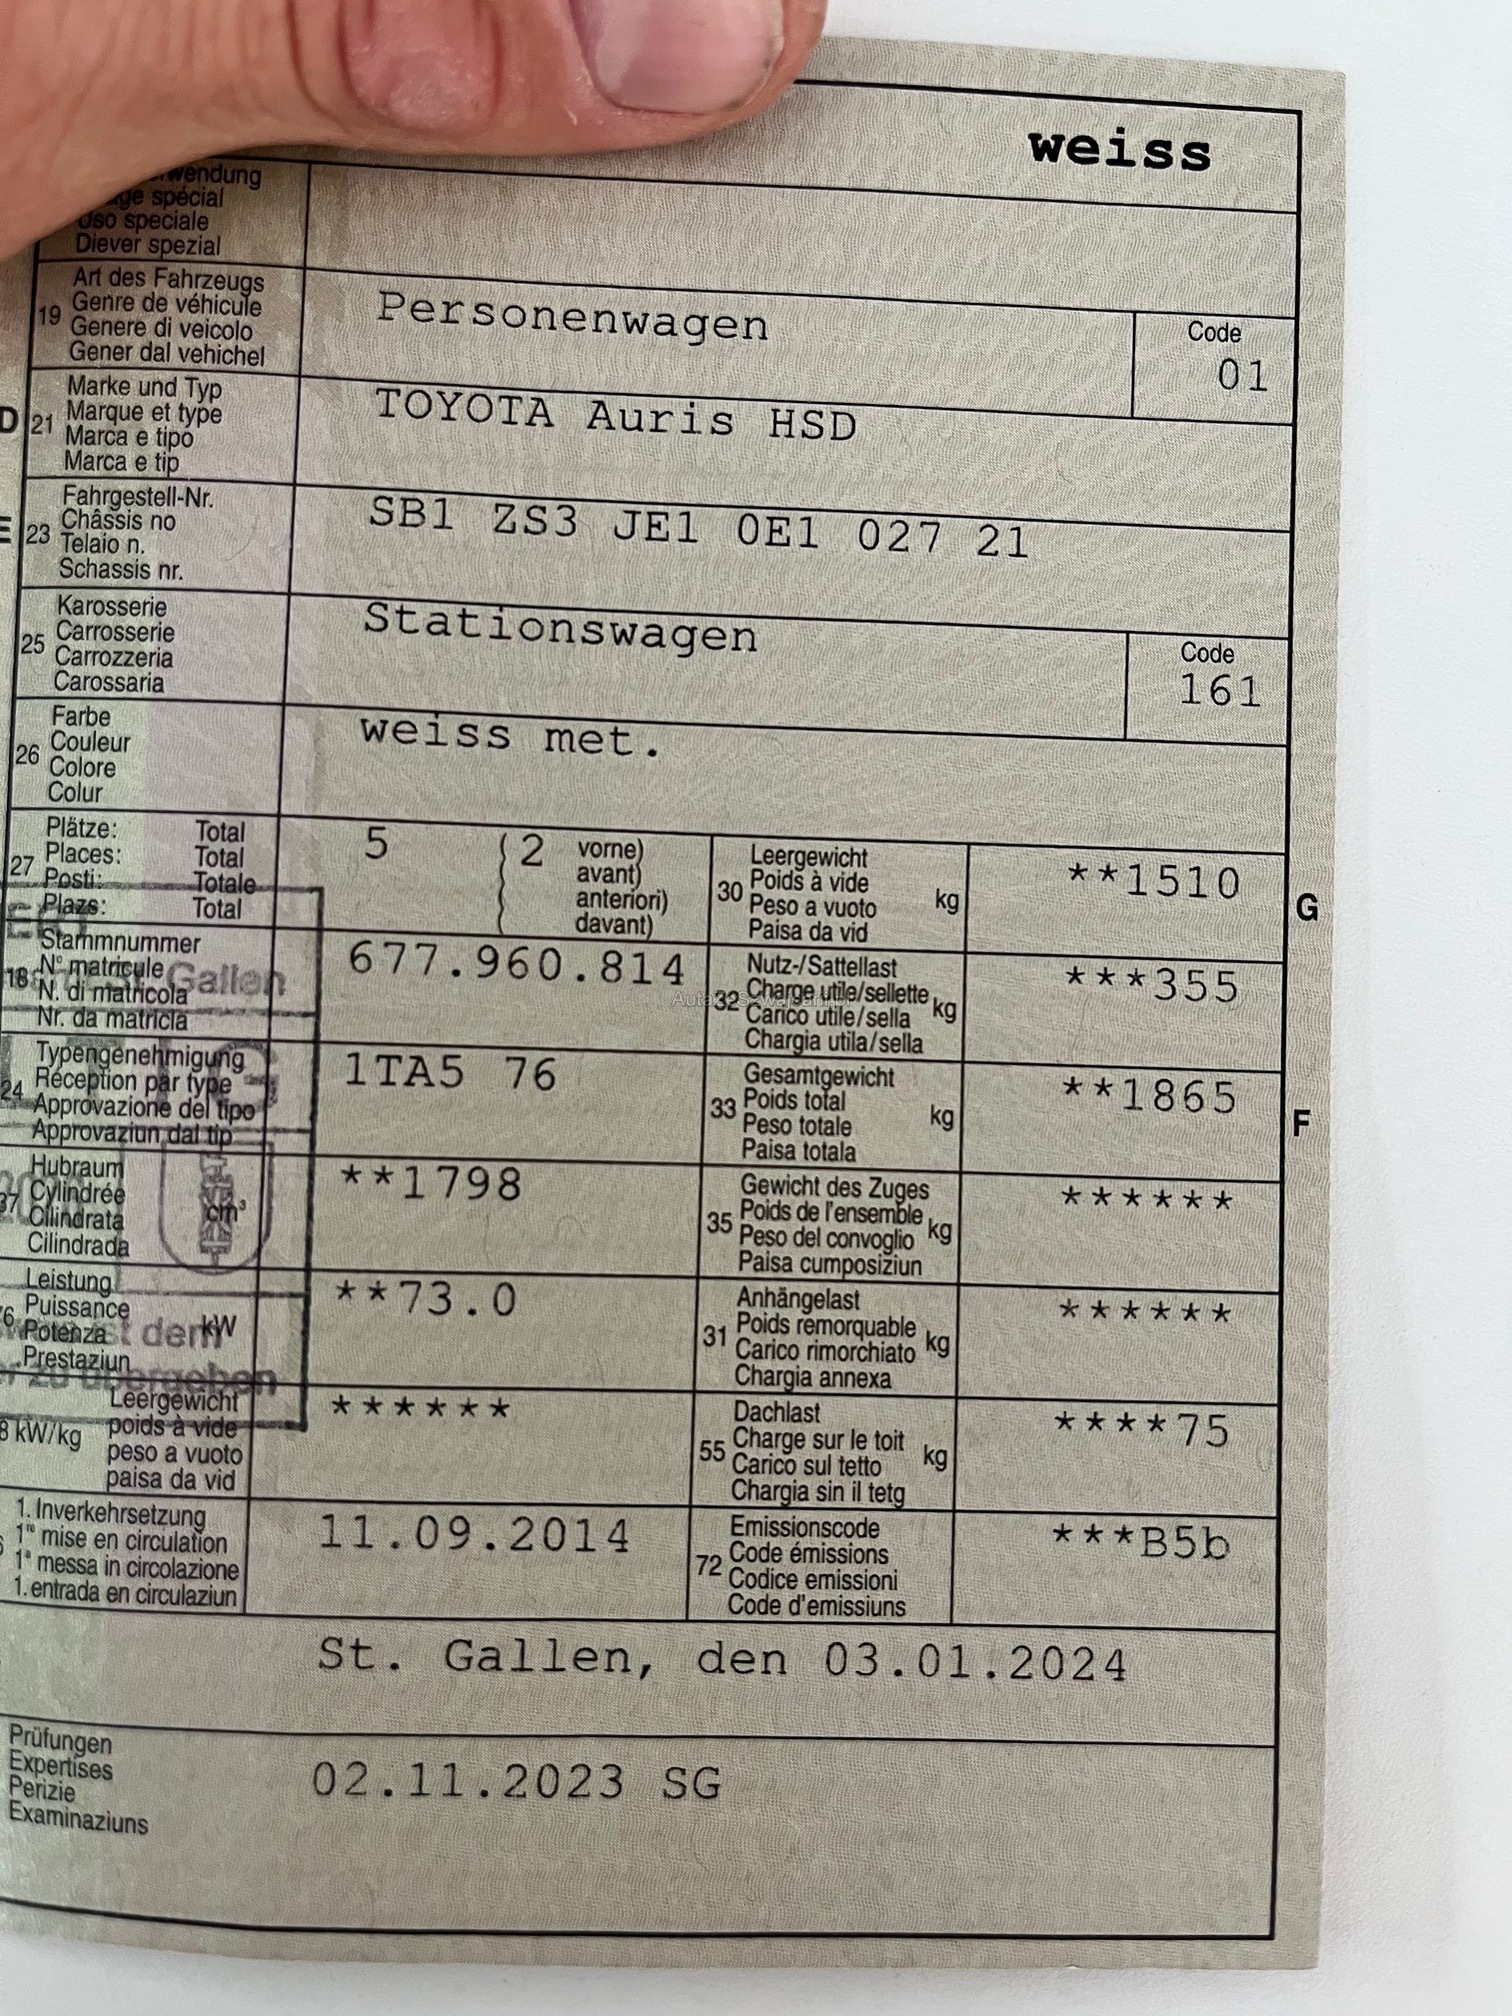 weiss
wendung
ge spécial
Uso speciale
Diever spezial
19
Art des Fahrzeugs
Genre de véhicule
Genere di veicolo
Gener dal vehichel
Personenwagen
Code
01
D
21
Marke und Typ
Marque et type
Marca e tipo
Marca e tip
TOYOTA Auris HSD
E
23
Fahrgestell-Nr.
Châssis no
Telaio n.
Schassis nr.
SB1 ZS3 JE1 0E1 027 21
25
Karosserie
Carrosserie
Carrozzeria
Carossaria
Stationswagen
Code
161
26
Farbe
Couleur
Colore
Colur
weiss met.
27
Plätze: Total
Places: Total
Posti: Totale
Plazs: Total
5 (2
vorne)
avant)
anteriori)
davant)
30
Leergewicht
Poids à vide
Peso a vuoto
Paisa da vid
kg
**1510
G
18
Stammnummer
N° matricule
N. di matricola
Nr. da matricla
Gallen
677.960.814
32
Nutz-/Sattellast
Charge utile/sellette
Carico utile/sella
Chargia utila/sella
kg
***355
24
Typengenehmigung
Réception par type
Approvazione del tipo
Approvaziun dal tip
1TA5 76
33
Gesamtgewicht
Poids total
Peso totale
Paisa totala
kg
**1865
F
37
Hubraum
Cylindrée
Cilindrata
Cilindrada
cm³
**1798
35
Gewicht des Zuges
Poids de l'ensemble
Peso del convoglio
Paisa cumposiziun
kg
******
76
Leistung
Puissance
Potenza
Prestaziun
kW
ist dem
zu übergeben
**73.0
31
Anhängelast
Poids remorquable
Carico rimorchiato
Chargia annexa
kg
******
8 kW/kg
Leergewicht
poids à vide
peso a vuoto
paisa da vid
******
55
Dachlast
Charge sur le toit
Carico sul tetto
Chargia sin il tetg
kg
****75
1. Inverkehrsetzung
1re mise en circulation
1a messa in circolazione
1. entrada en circulaziun
11.09.2014
72
Emissionscode
Code émissions
Codice emissioni
Code d'emissiuns
***B5b
St. Gallen, den 03.01.2024
Prüfungen
Expertises
Perizie
Examinaziuns
02.11.2023 SG